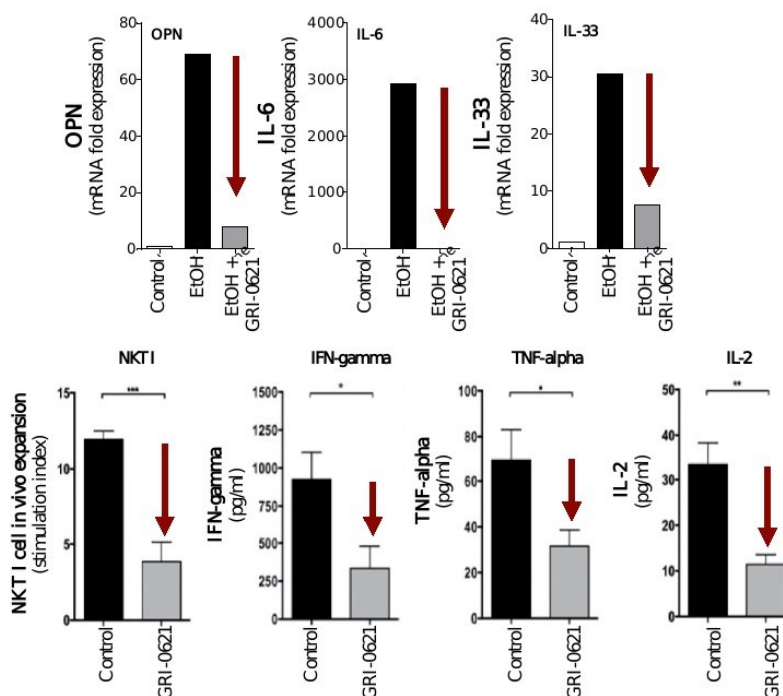 OPN
OPN
(mRNA fold expression)
80
60
40
20
0
Control
EtOH
EtOH +
GRI-0621
IL-6
IL-6
(mRNA fold expression)
4000
3000
2000
1000
0
Control
EtOH
EtOH +
GRI-0621
IL-33
IL-33
(mRNA fold expression)
40
30
20
10
0
Control
EtOH
EtOH +
GRI-0621
NKT I
NKT I cell in vivo expansion
(stimulation index)
15
10
5
0
***
Control
GRI-0621
IFN-gamma
IFN-gamma
(pg/ml)
1500
1250
1000
750
500
250
0
*
Control
GRI-0621
TNF-alpha
TNF-alpha
(pg/ml)
100
80
60
40
20
0
*
Control
GRI-0621
IL-2
IL-2
(pg/ml)
50
40
30
20
10
0
**
Control
GRI-0621